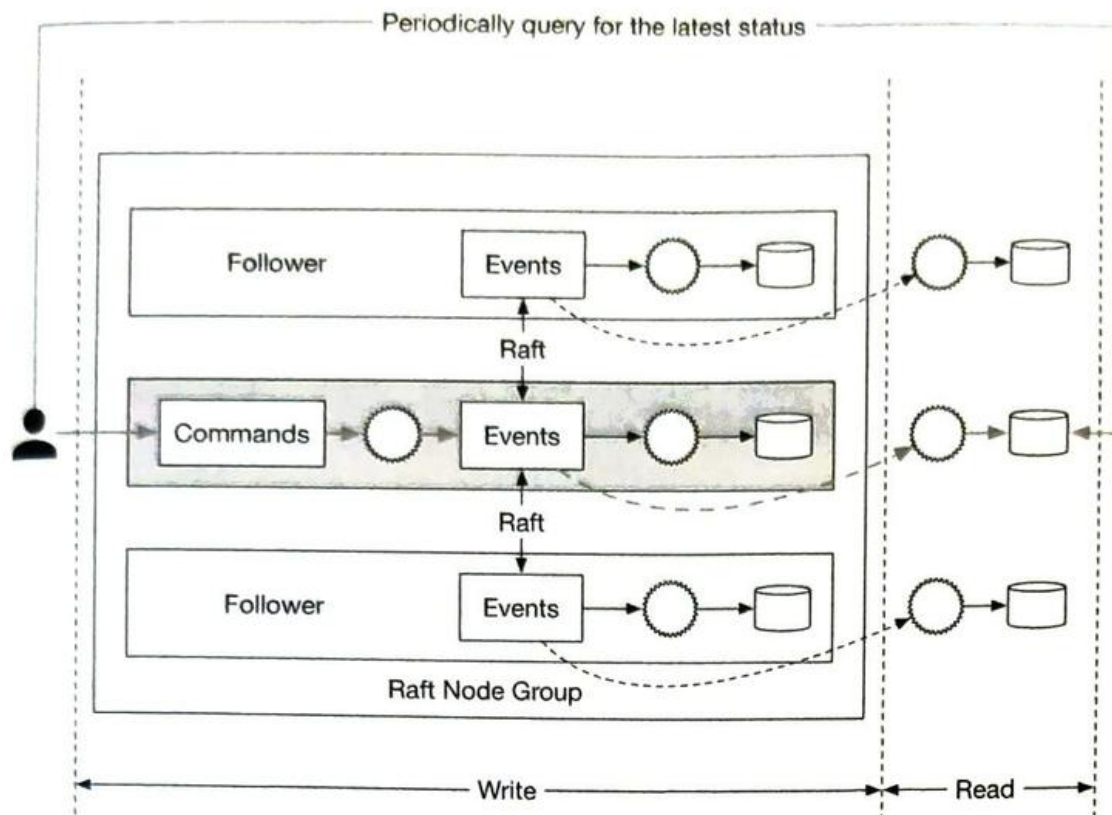 Periodically query for the latest status
Follower
Events
Raft
Commands
Events
Raft
Follower
Events
Raft Node Group
Write
Read